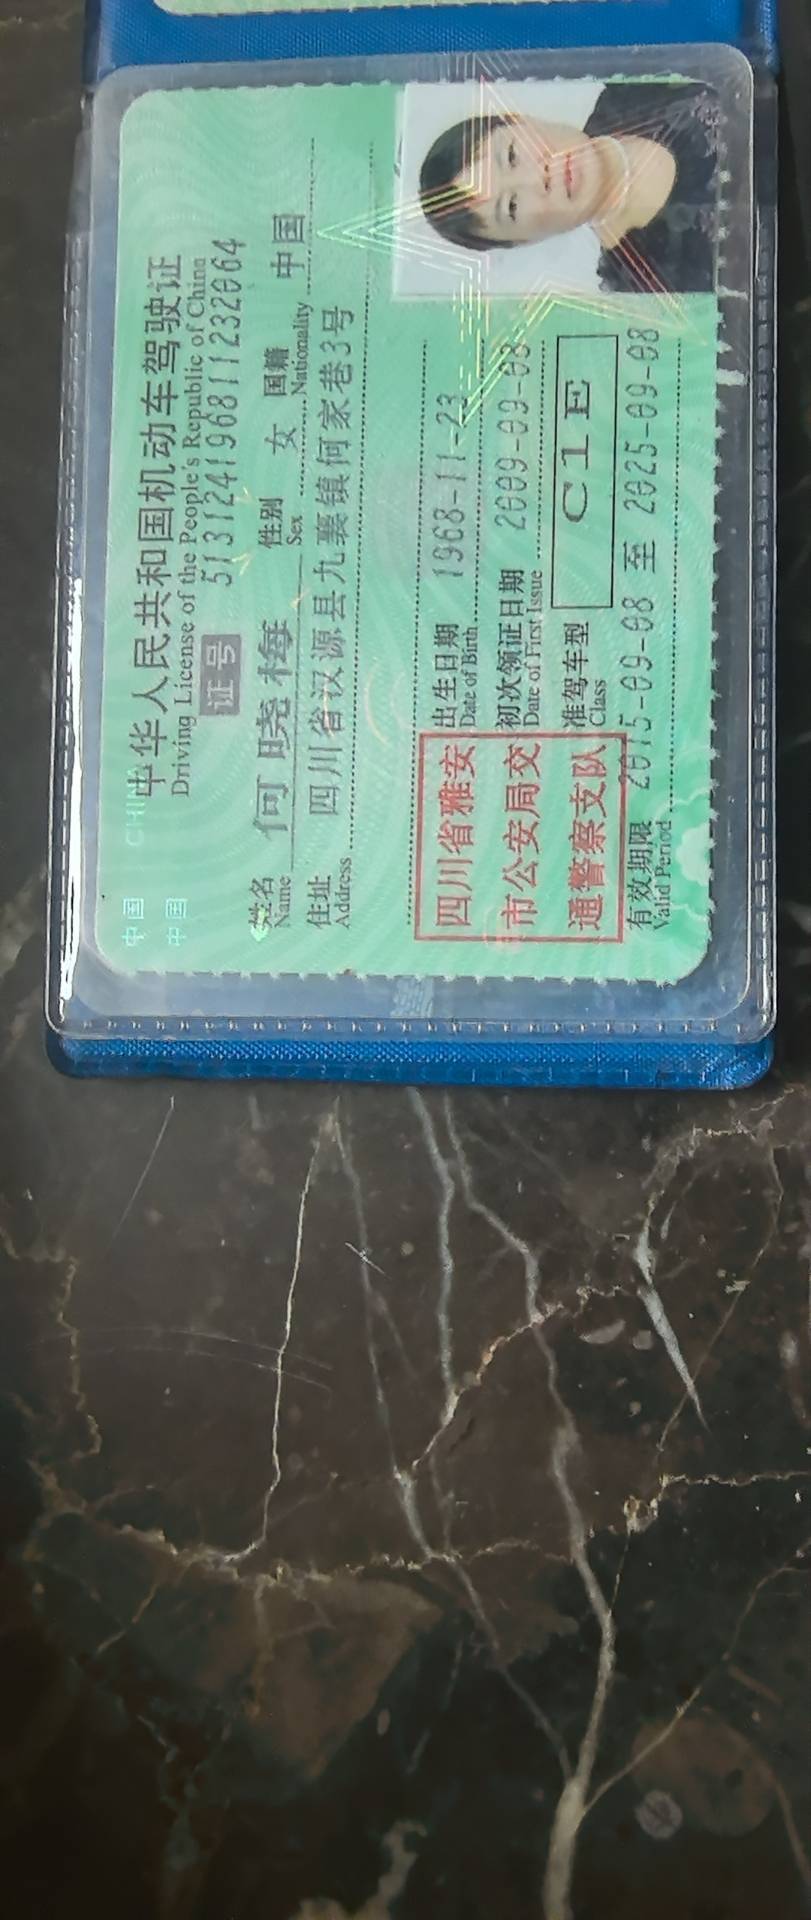 中华人民共和国机动车驾驶证
Driving License of the People's Republic of China
证号 513124196811232064
姓名 何晓梅 性别 女 国籍 中国
Name Sex Nationality
住址 四川省汉源县九襄镇何家巷3号
Address
四川省雅安
市公安局交
通警察支队
出生日期 1968-11-23
Date of Birth
初次领证日期 2009-09-08
Date of First Issue
准驾车型 C1E
Class
有效期限 2015-09-08 至 2025-09-08
Valid Period
中国 CHINA
中国